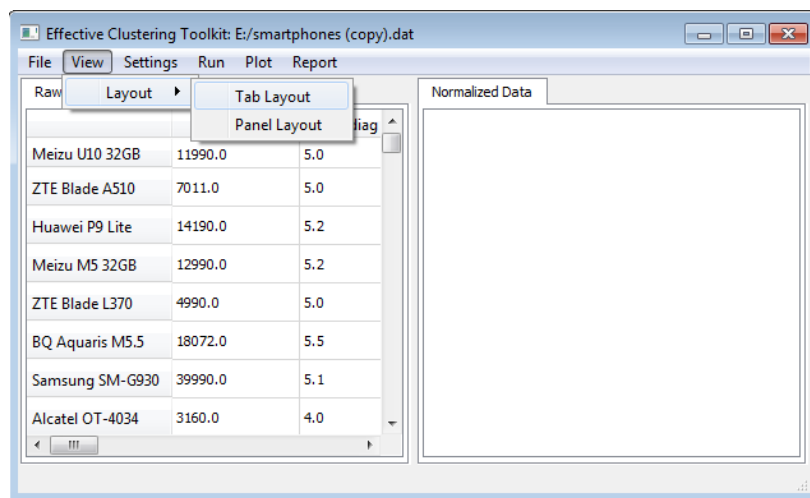 Effective Clustering Toolkit: E:/smartphones (copy).dat
File View Settings Run Plot Report
Raw Normalized Data
Layout Tab Layout
Panel Layout
diag
Meizu U10 32GB 11990.0 5.0
ZTE Blade A510 7011.0 5.0
Huawei P9 Lite 14190.0 5.2
Meizu M5 32GB 12990.0 5.2
ZTE Blade L370 4990.0 5.0
BQ Aquaris M5.5 18072.0 5.5
Samsung SM-G930 39990.0 5.1
Alcatel OT-4034 3160.0 4.0